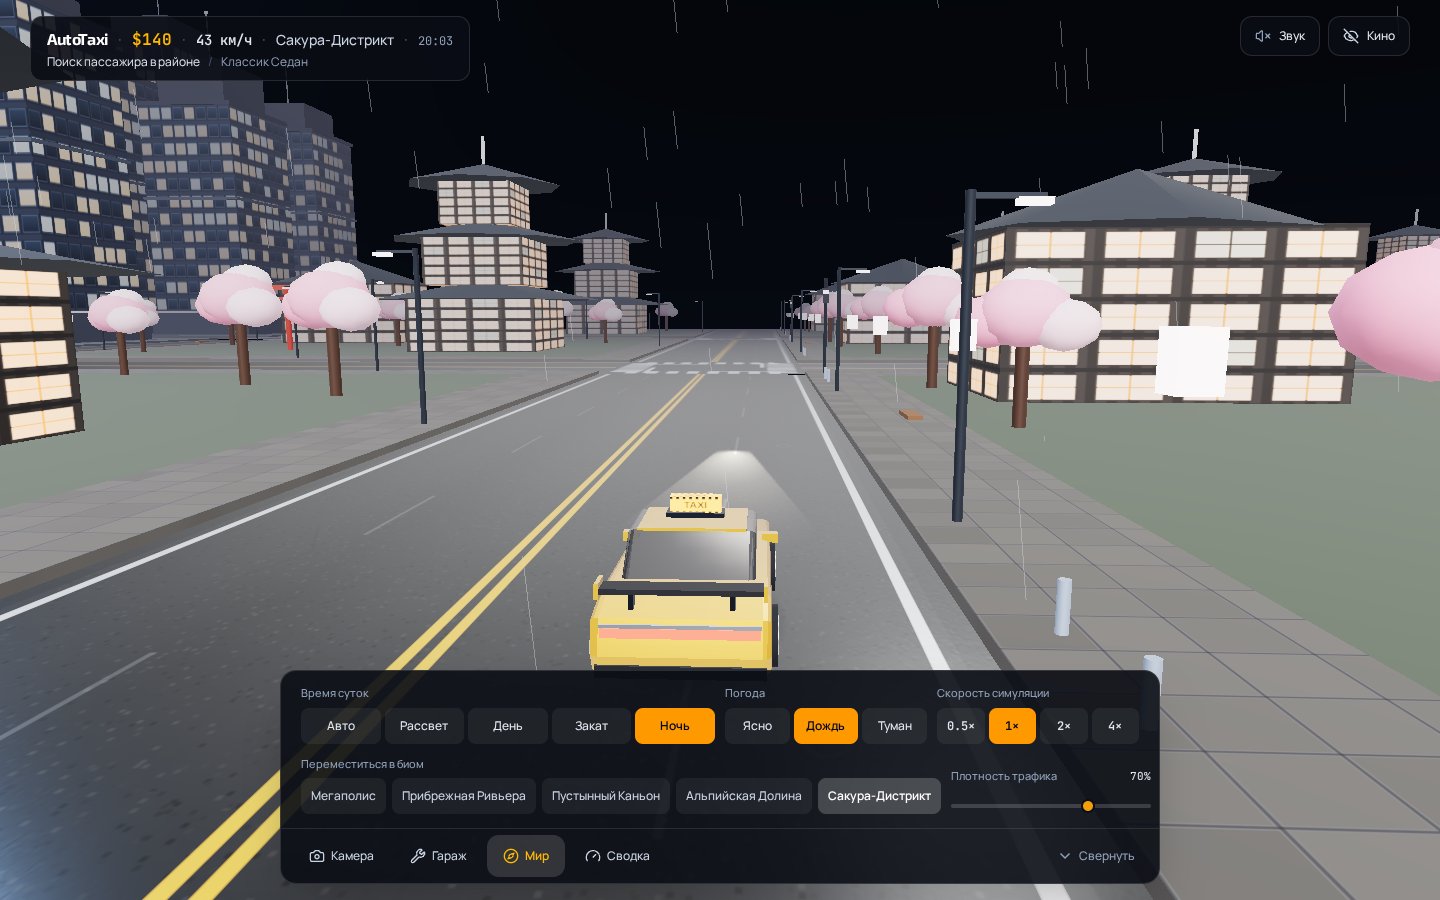 AutoTaxi · $140 · 43 км/ч · Сакура-Дистрикт · 20:03
Поиск пассажира в районе / Классик Седан
Звук
Кино
TAXI
Время суток
Погода
Скорость симуляции
Авто
Рассвет
День
Закат
Ночь
Ясно
Дождь
Туман
0.5×
1×
2×
4×
Переместиться в биом
Плотность трафика
70%
Мегаполис
Прибрежная Ривьера
Пустынный Каньон
Альпийская Долина
Сакура-Дистрикт
Камера
Гараж
Мир
Сводка
Свернуть